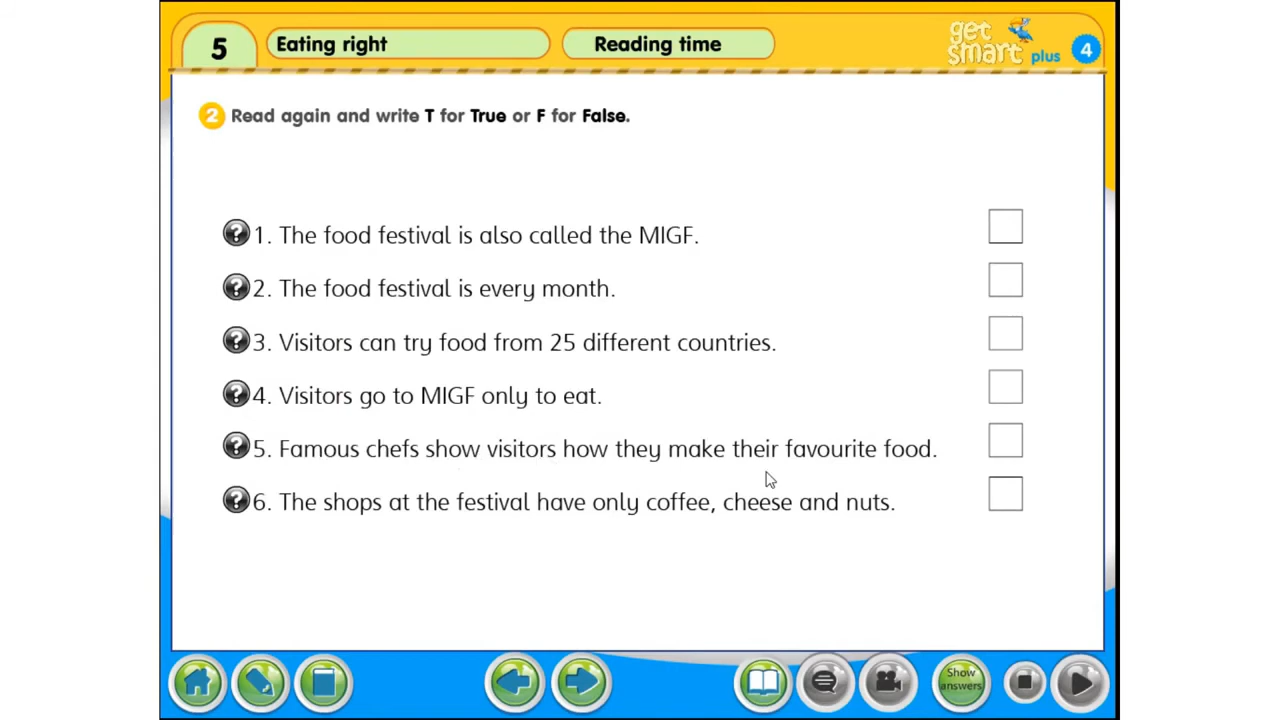 5
Eating right
Reading time
get smart plus 4
2 Read again and write T for True or F for False.
1. The food festival is also called the MIGF.
2. The food festival is every month.
3. Visitors can try food from 25 different countries.
4. Visitors go to MIGF only to eat.
5. Famous chefs show visitors how they make their favourite food.
6. The shops at the festival have only coffee, cheese and nuts.
Show answers